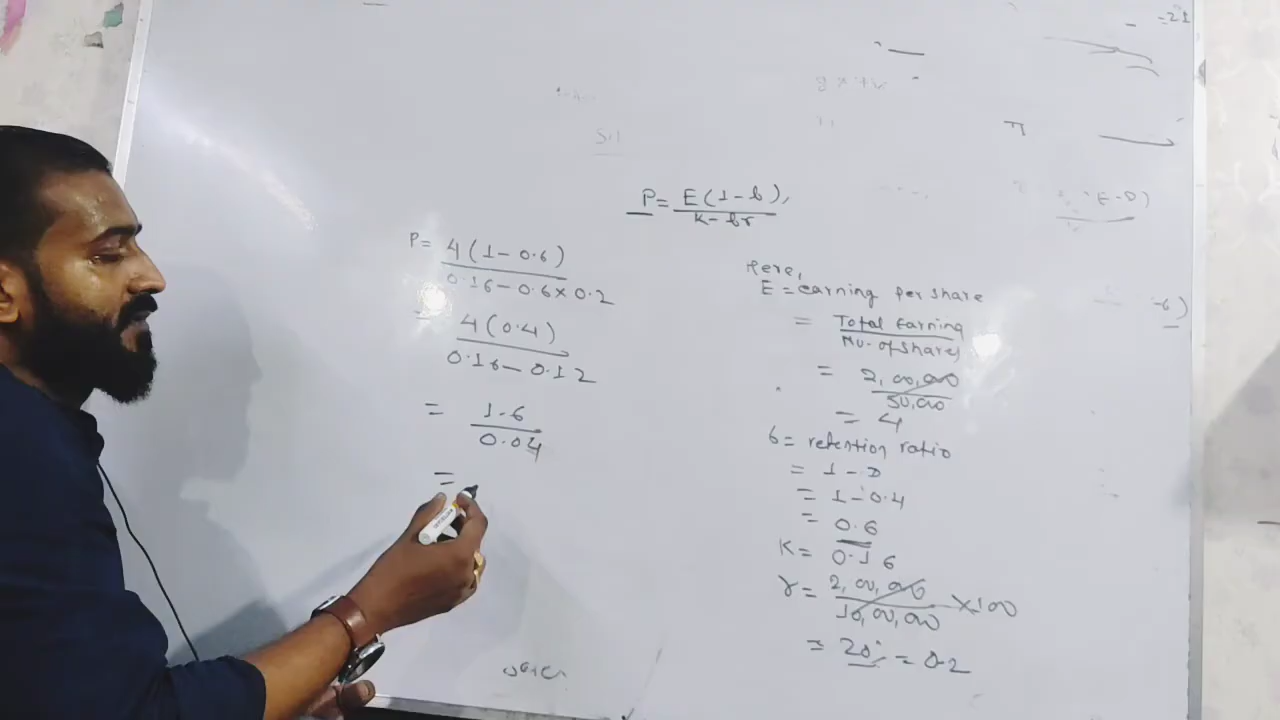 =21
P = E(1-b),
K-br
P= 4(1-0.6)
0.16-0.6×0.2
= 4(0.4)
0.16-0.12
= 1.6
0.04
=
Here,
E = earning per share
= Total Earning
No. of shares
= 2,00,000
50,000
= 4
b = retention ratio
= 1-D
= 1-0.4
= 0.6
K = 0.16
r = 2,00,000 ×100
10,00,000
= 20% = 0.2